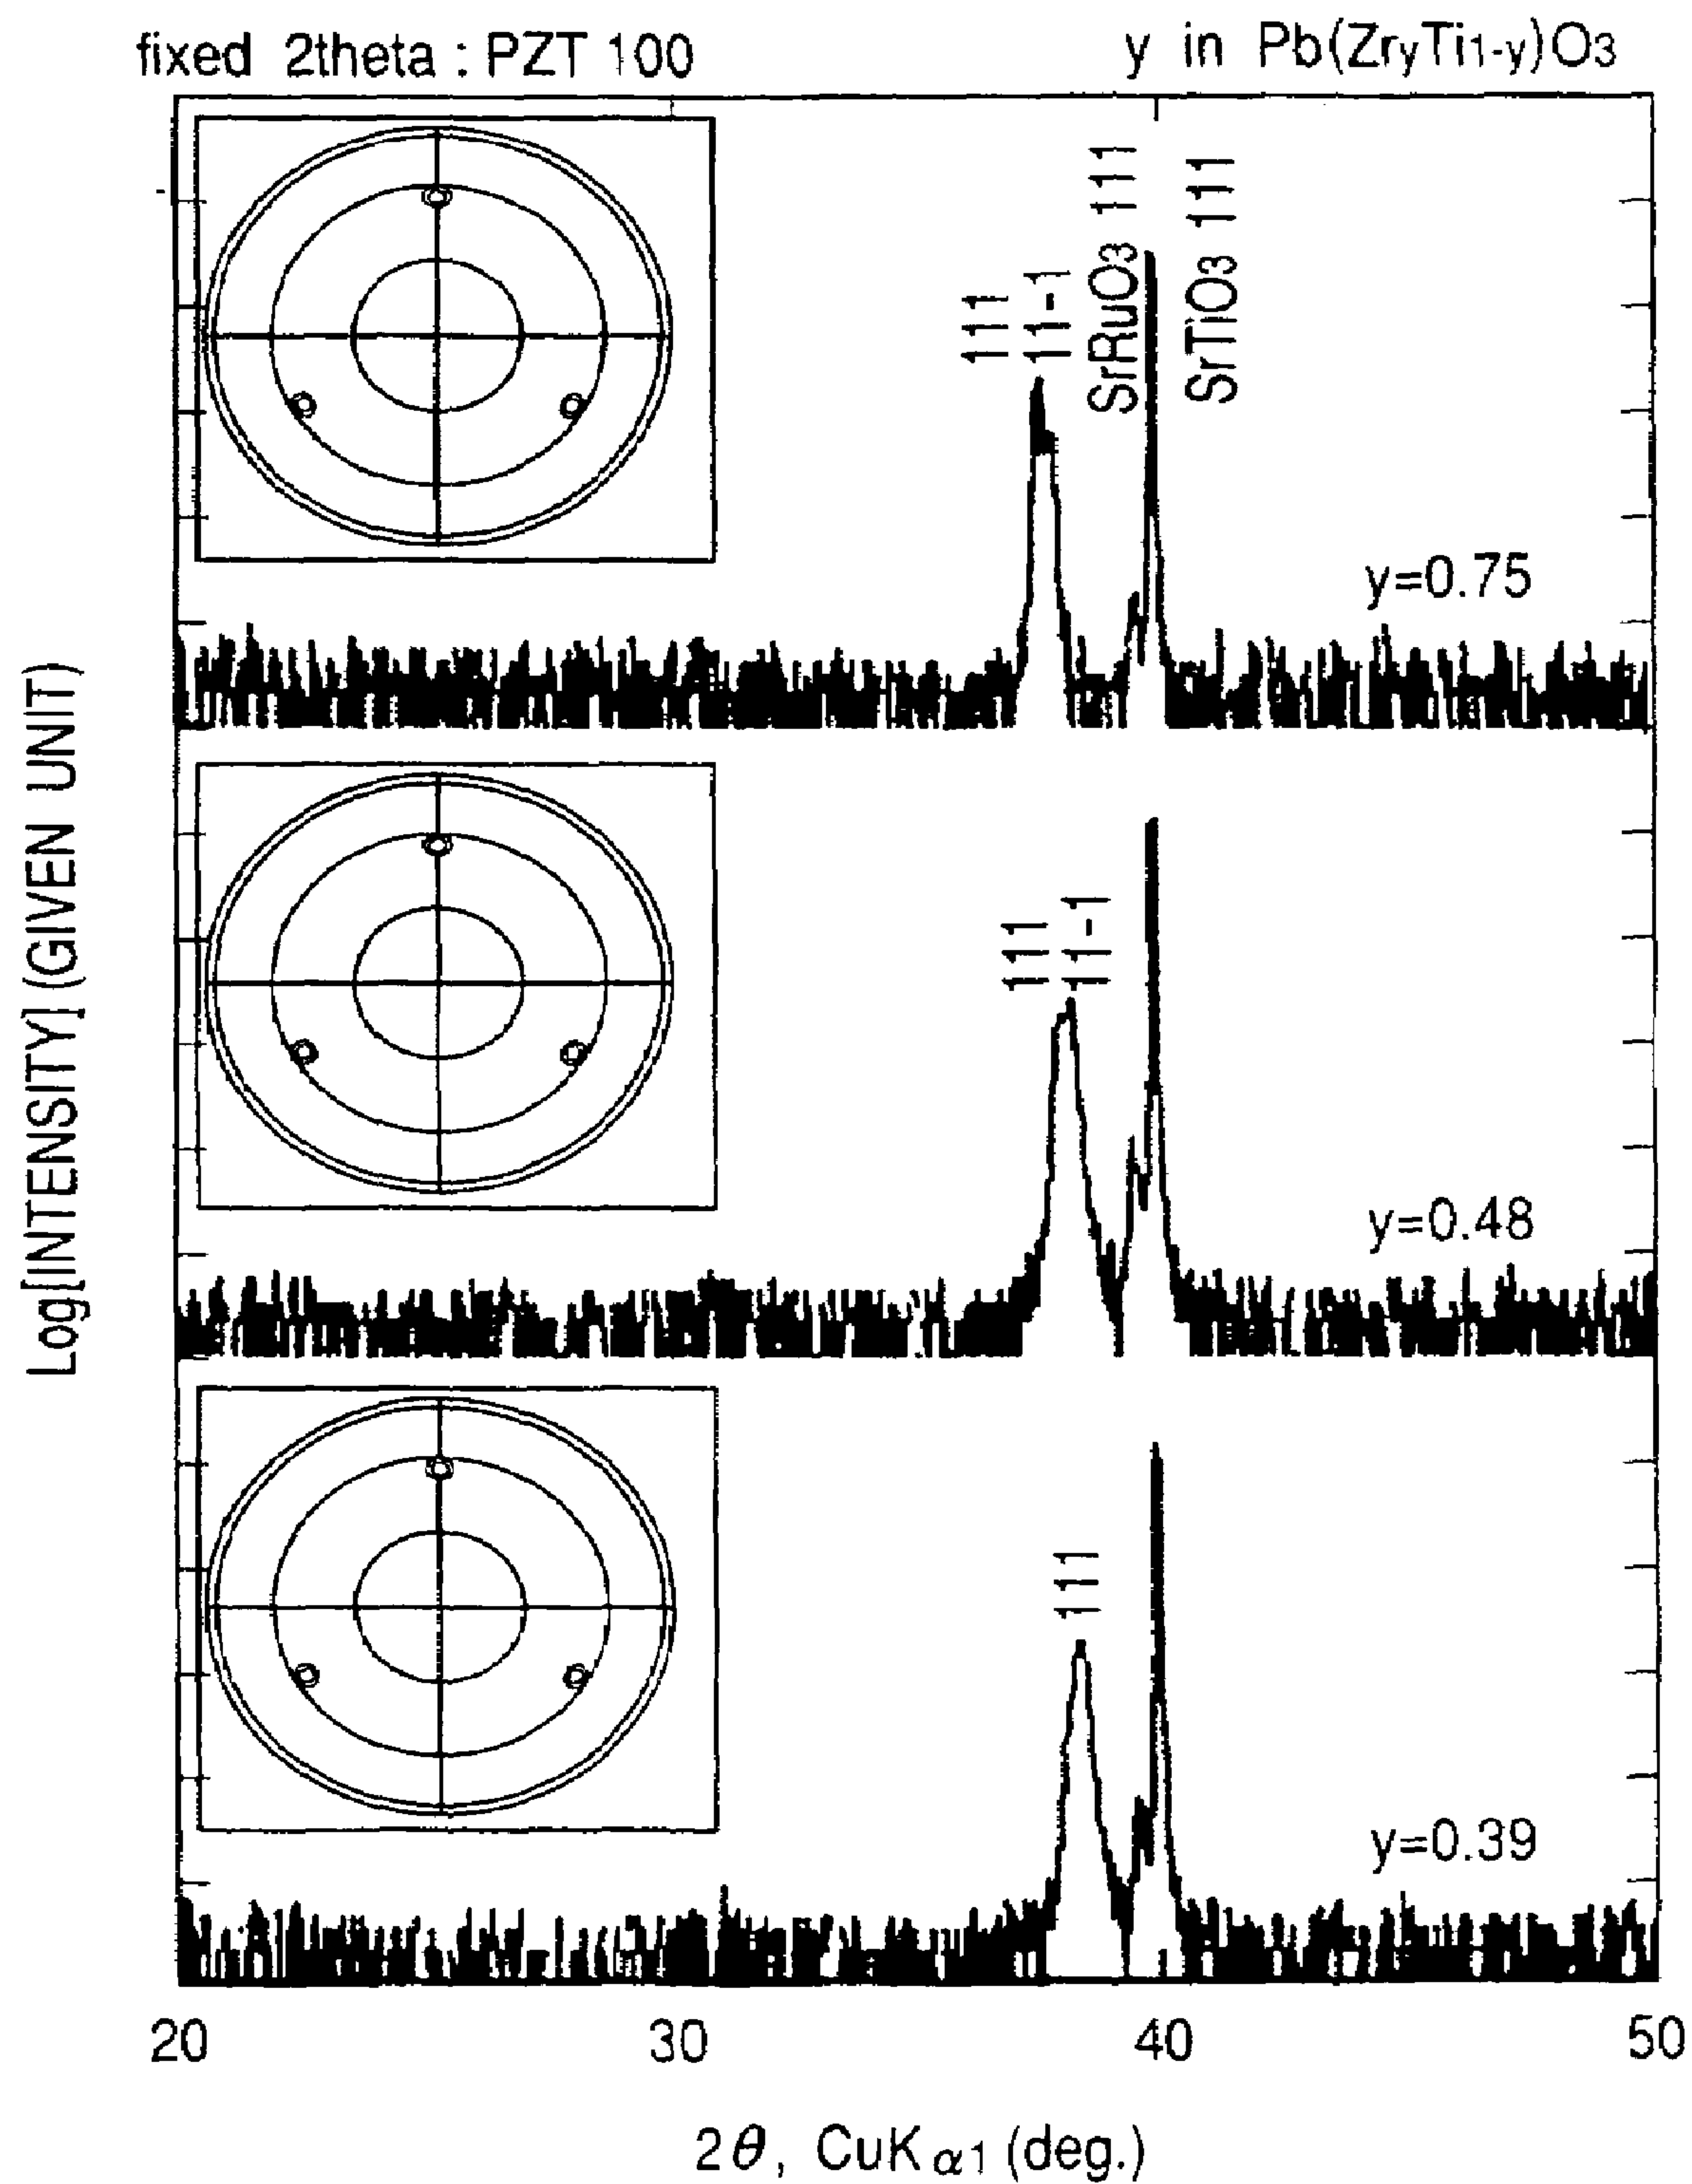 fixed 2theta : PZT 100
y in Pb(ZryTi1-y)O3
Log[INTENSITY] (GIVEN UNIT)
111
11-1
SrRuO3 111
SrTiO3 111
y=0.75
111
11-1
y=0.48
111
y=0.39
20 30 40 50
2θ, CuKα1 (deg.)